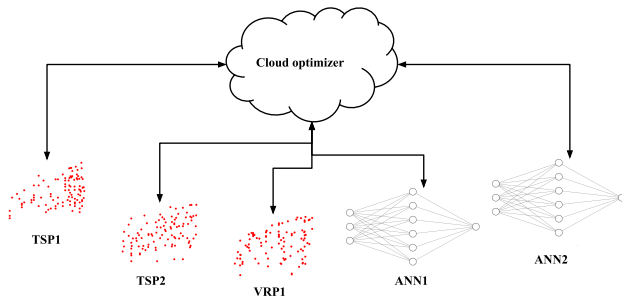 Cloud optimizer
TSP1
TSP2
VRP1
ANN1
ANN2